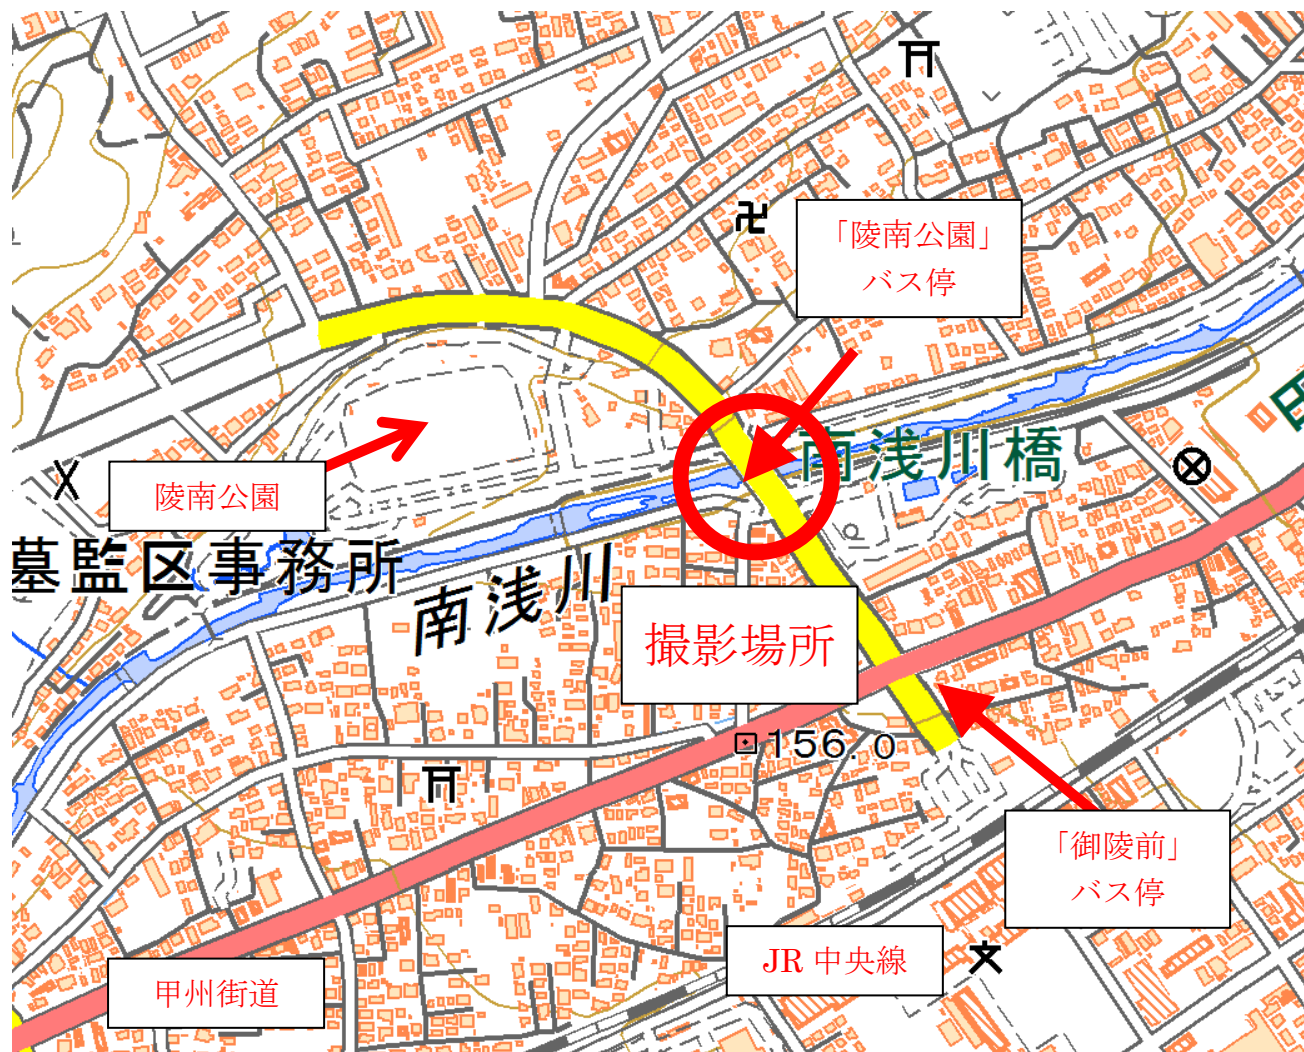 「陵南公園」
バス停
南浅川橋
陵南公園
墓監区事務所
南浅川
撮影場所
156.0
「御陵前」
バス停
JR 中央線
甲州街道